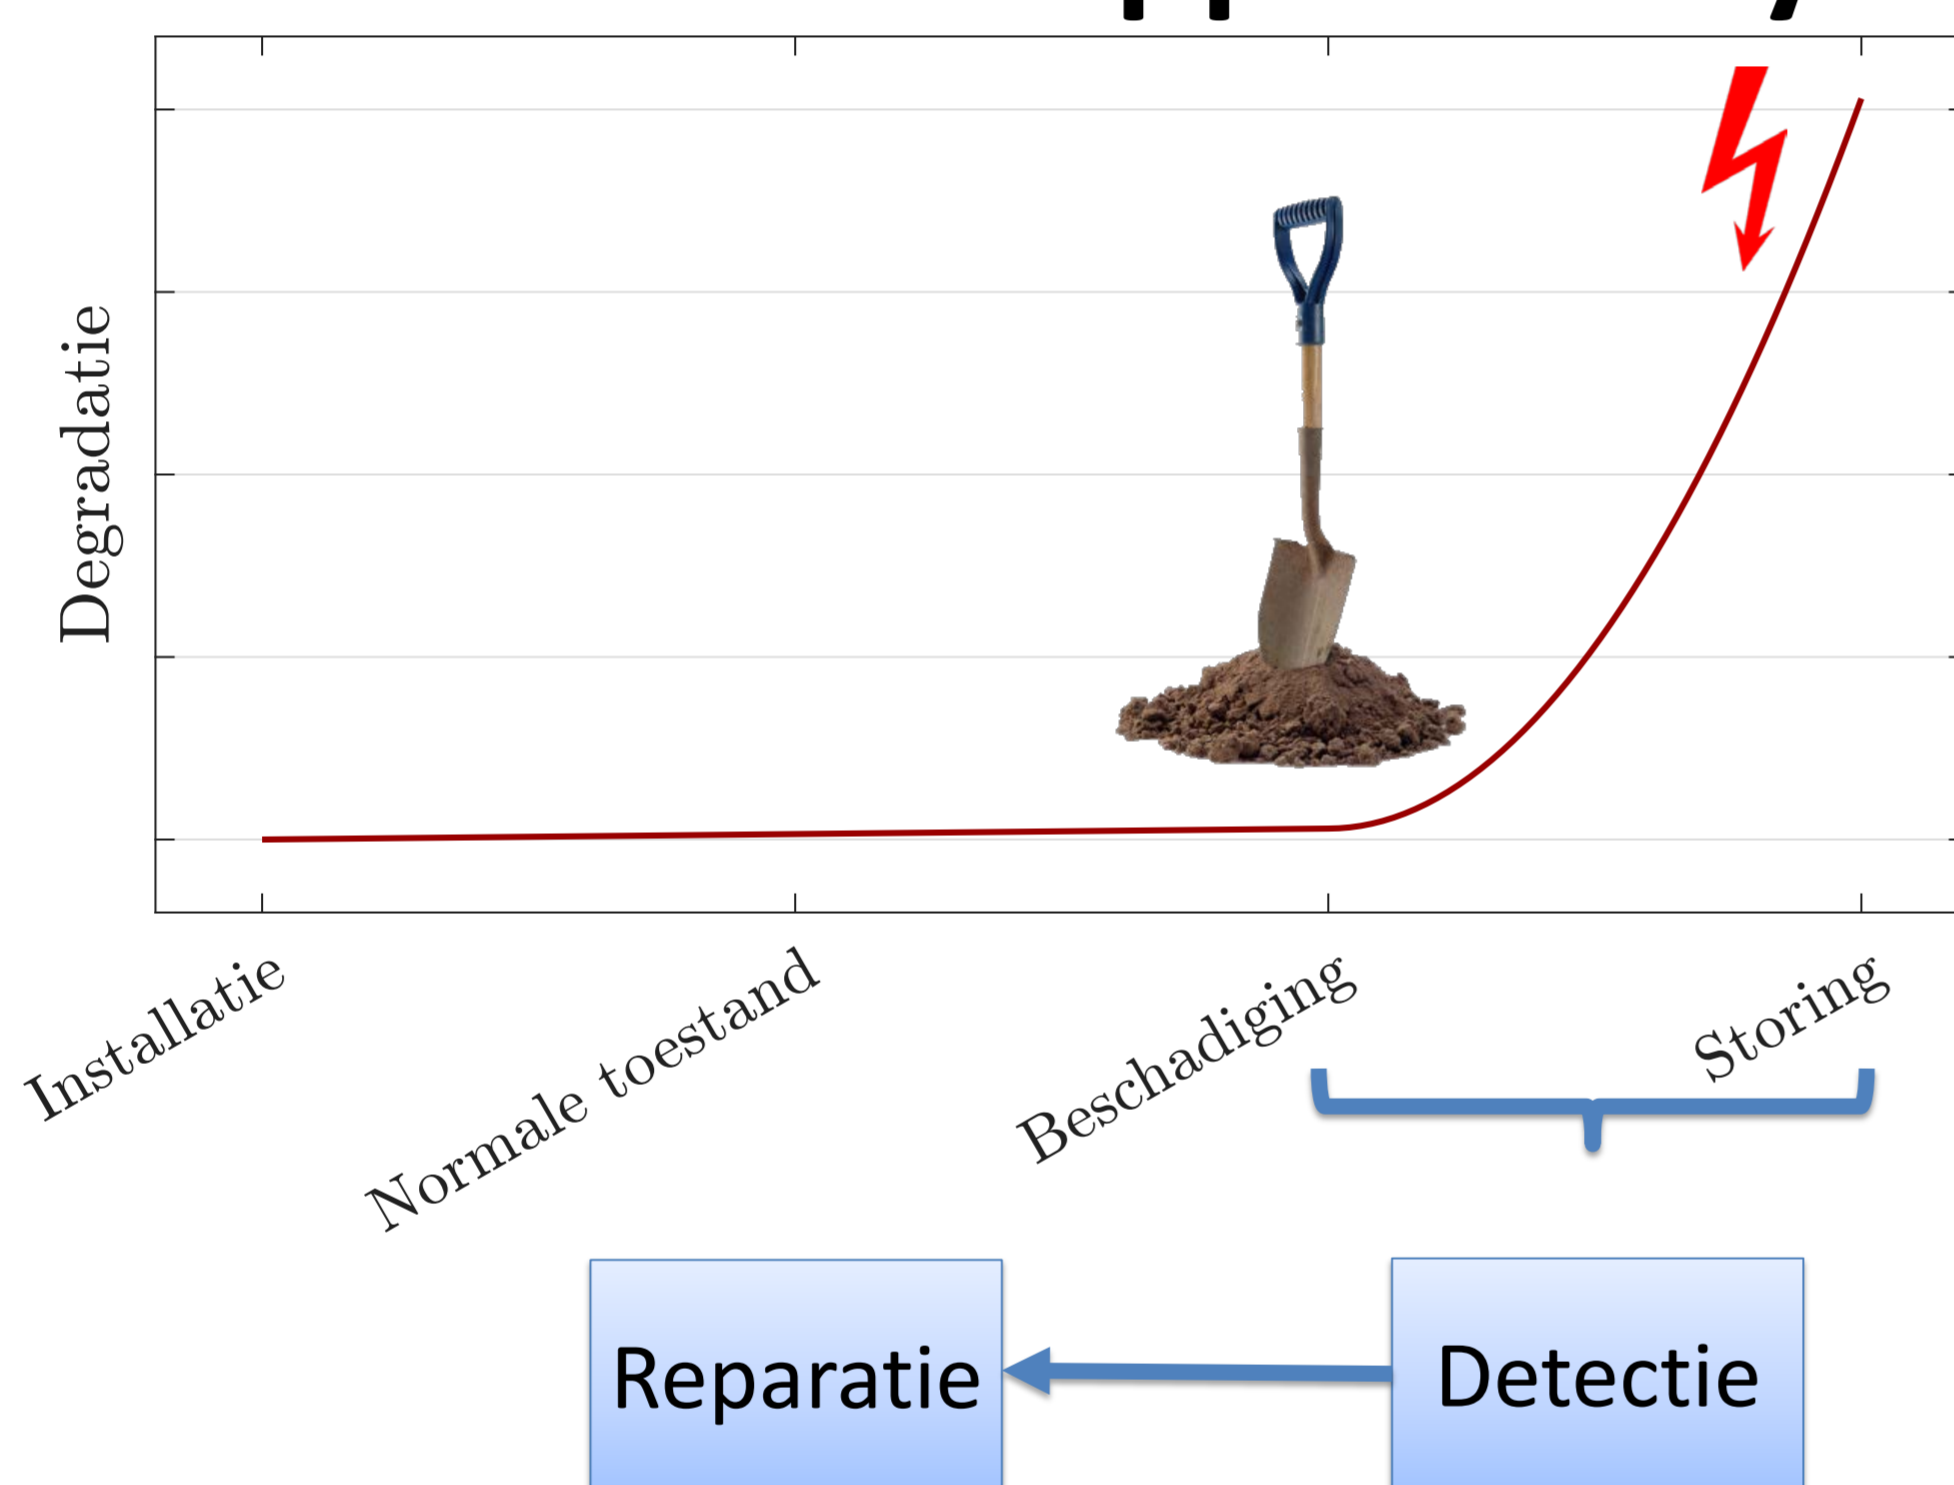 Degradatie
Installatie
Normale toestand
Beschadiging
Storing
Reparatie
Detectie